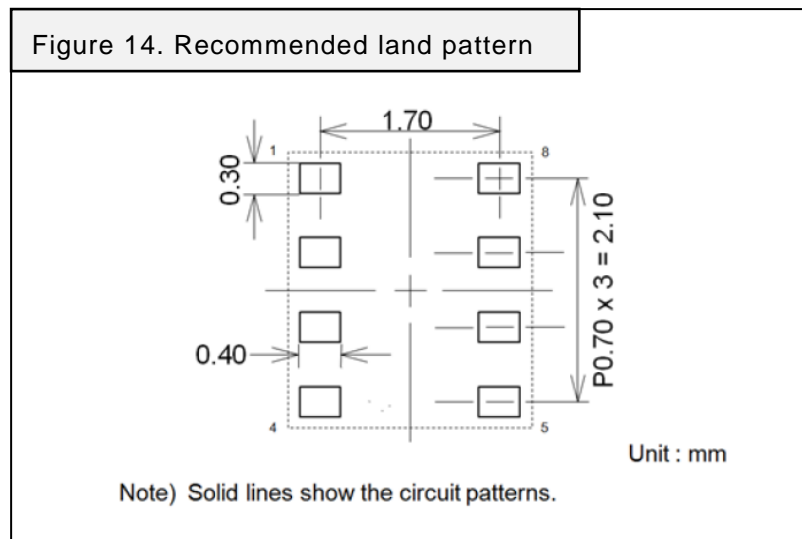 Figure 14. Recommended land pattern
1.70
1
8
0.30
P0.70 x 3 = 2.10
0.40
4
5
Unit : mm
Note) Solid lines show the circuit patterns.